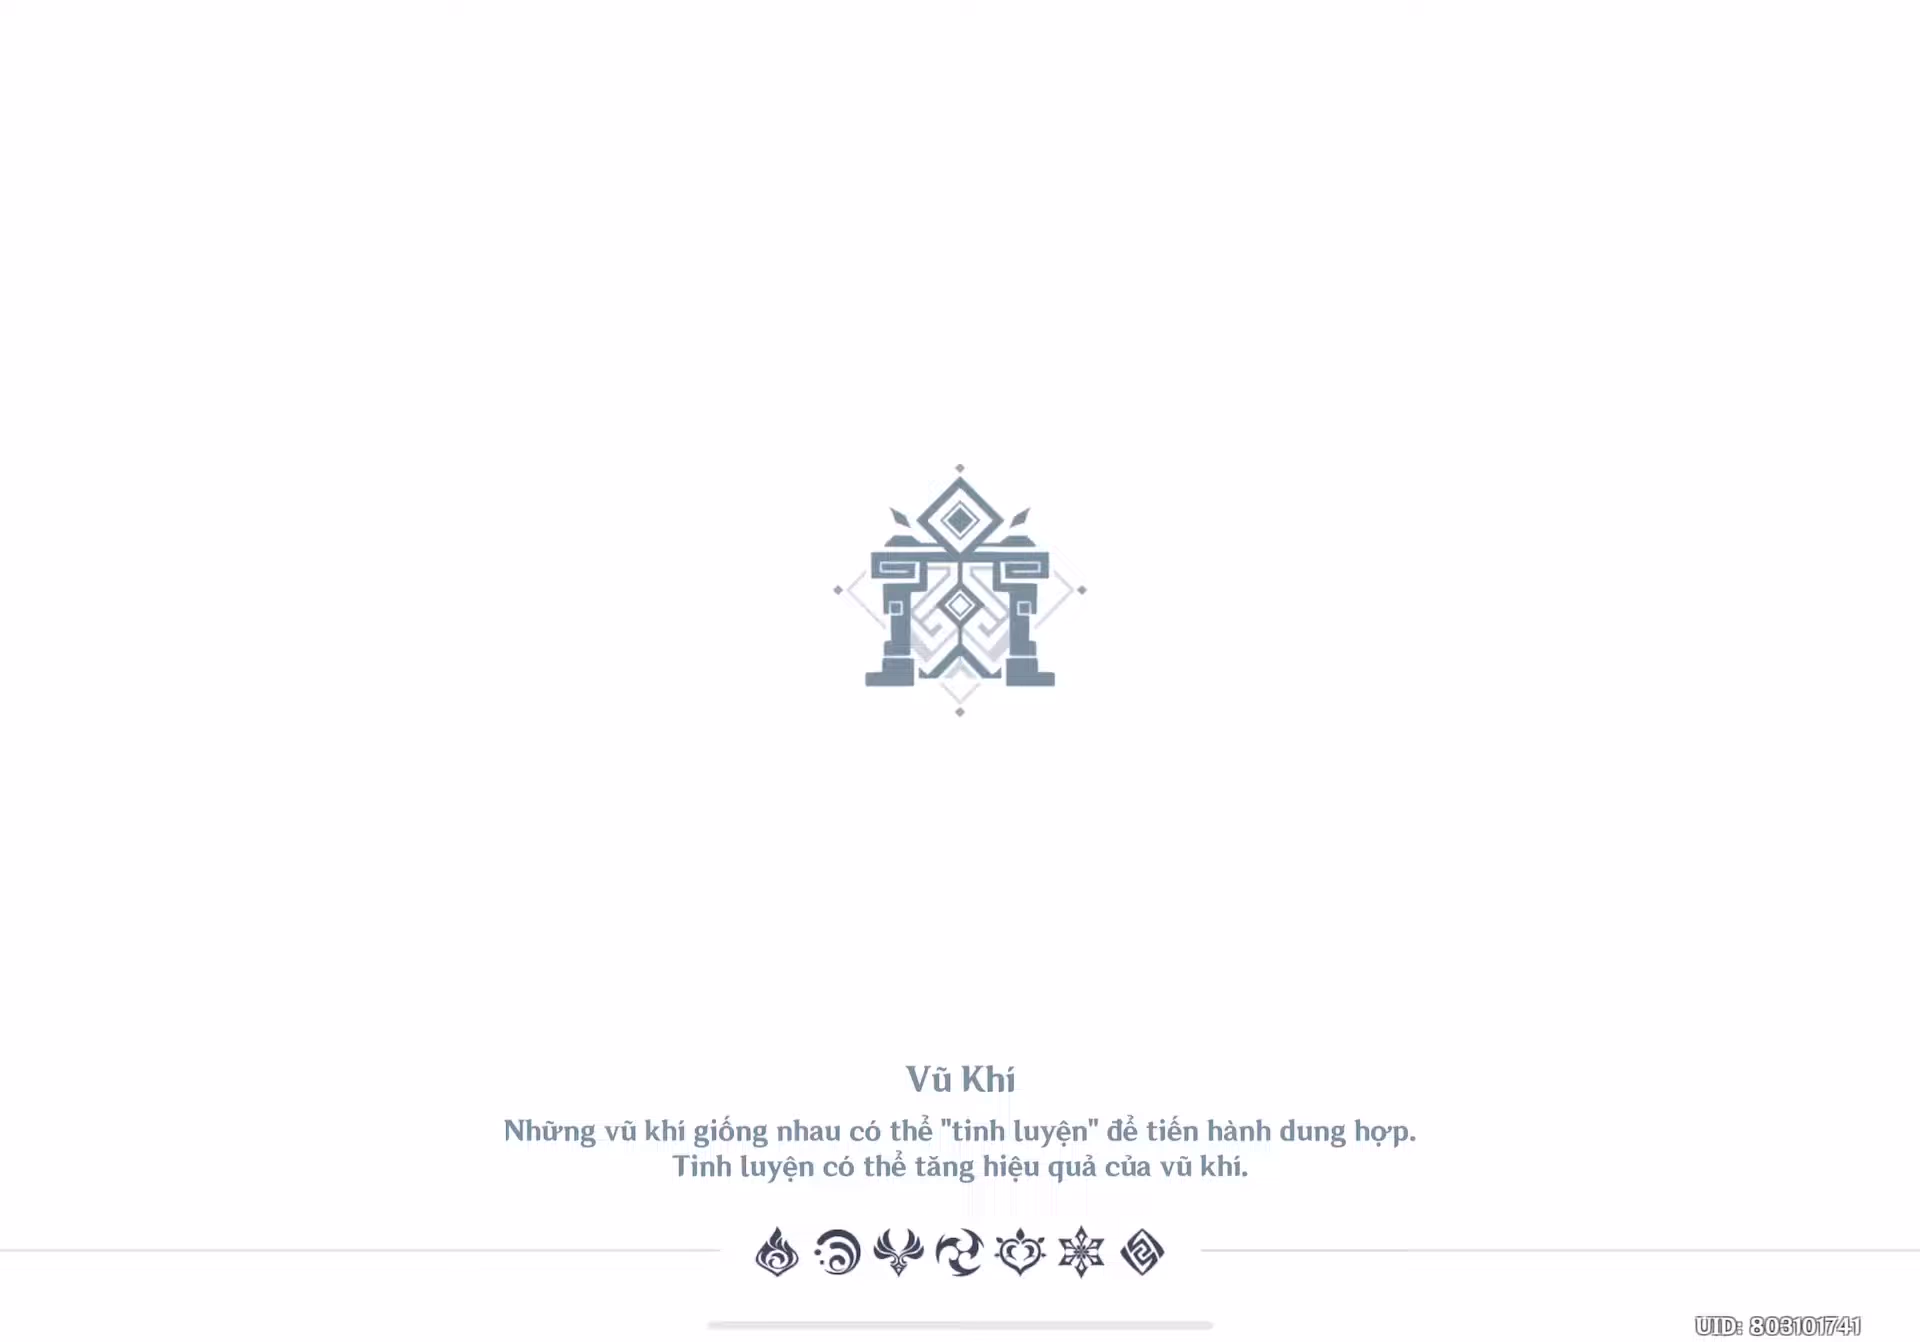 Vũ Khí
Những vũ khí giống nhau có thể "tinh luyện" để tiến hành dung hợp.
Tinh luyện có thể tăng hiệu quả của vũ khí.
UID: 803101741